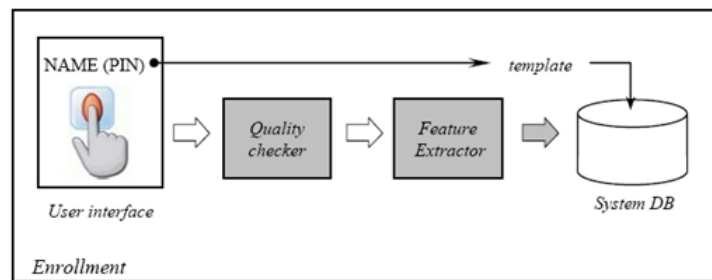 NAME (PIN)
template
Quality
checker
Feature
Extractor
User interface
System DB
Enrollment